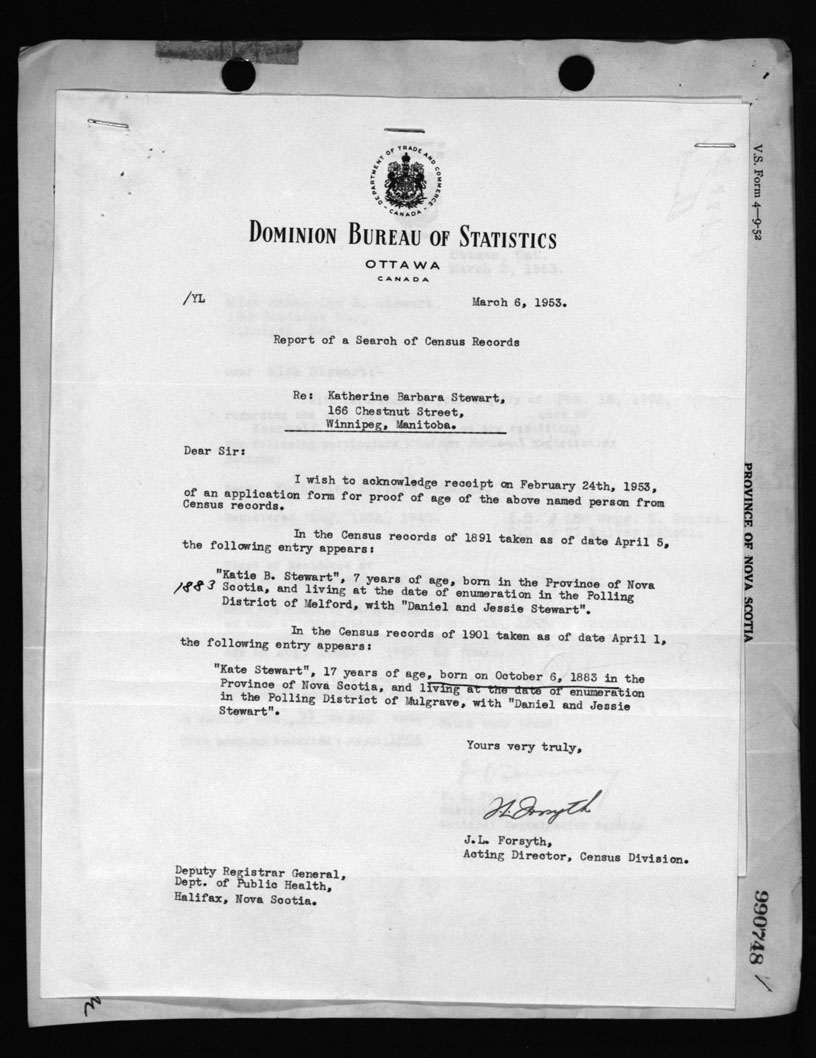 DEPARTMENT OF TRADE AND COMMERCE
- CANADA -
DOMINION BUREAU OF STATISTICS
OTTAWA
CANADA
/YL
March 6, 1953.
Report of a Search of Census Records
Re: Katherine Barbara Stewart,
166 Chestnut Street,
Winnipeg, Manitoba.
Dear Sir:
I wish to acknowledge receipt on February 24th, 1953,
of an application form for proof of age of the above named person from
Census records.
In the Census records of 1891 taken as of date April 5,
the following entry appears:
"Katie B. Stewart", 7 years of age, born in the Province of Nova
1883 Scotia, and living at the date of enumeration in the Polling
District of Melford, with "Daniel and Jessie Stewart".
In the Census records of 1901 taken as of date April 1,
the following entry appears:
"Kate Stewart", 17 years of age, born on October 6, 1883 in the
Province of Nova Scotia, and living at the date of enumeration
in the Polling District of Mulgrave, with "Daniel and Jessie
Stewart".
Yours very truly,
J.L. Forsyth
J.L. Forsyth,
Acting Director, Census Division.
Deputy Registrar General,
Dept. of Public Health,
Halifax, Nova Scotia.
V.S. Form 4-9-52
PROVINCE OF NOVA SCOTIA
990748